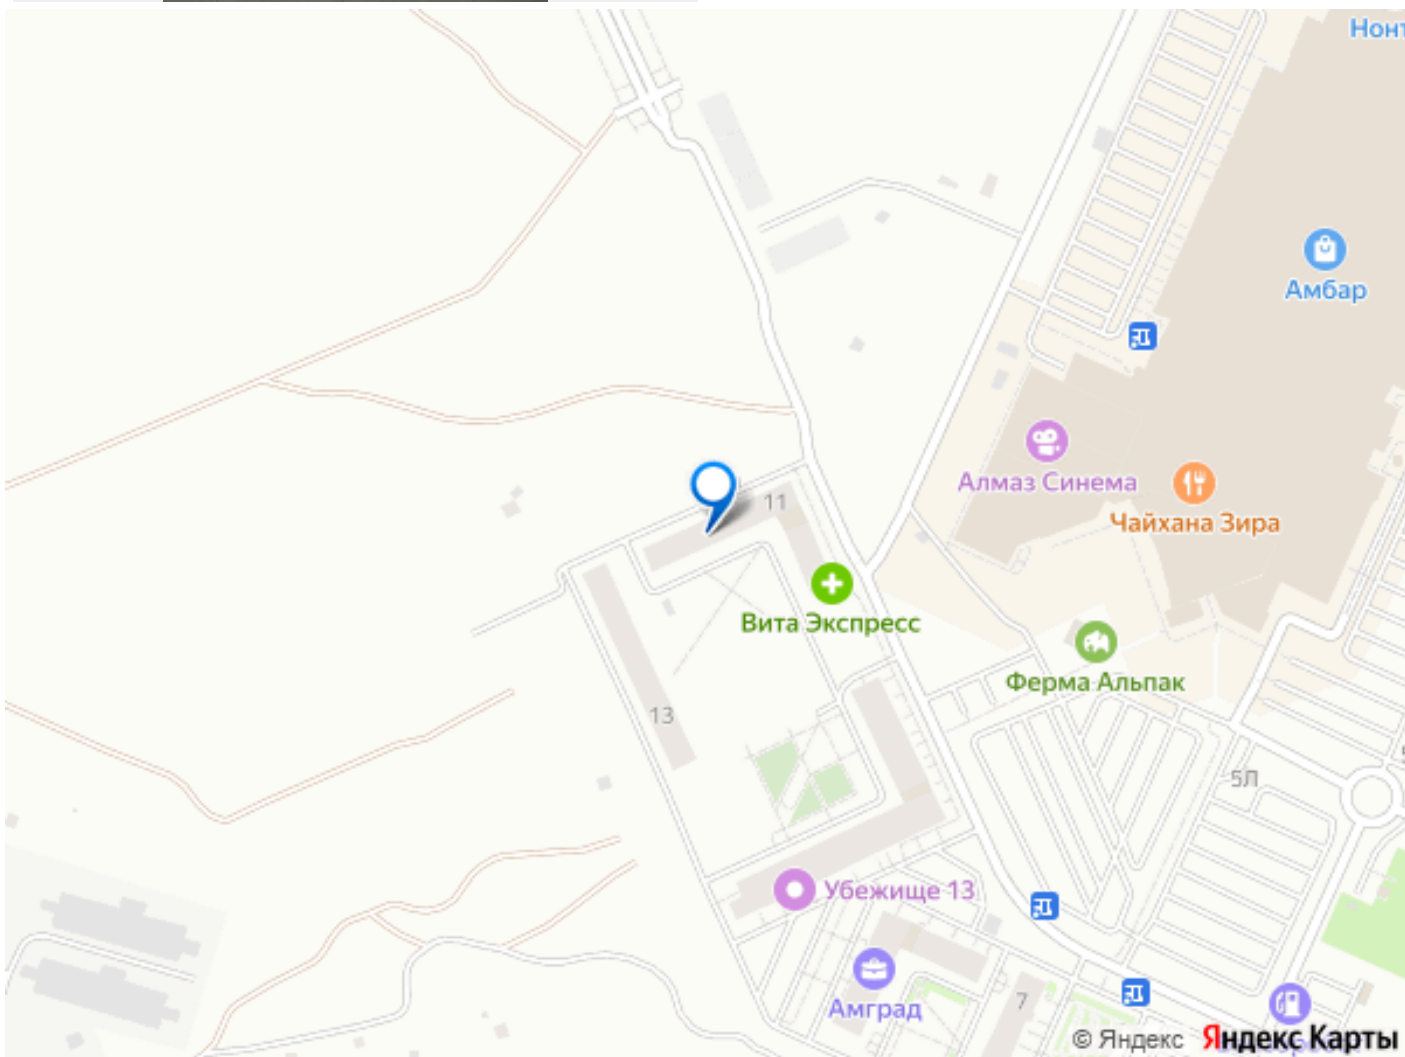 Нонт
Амбар
Алмаз Синема
11
Чайхана Зира
Вита Экспресс
Ферма Альпак
13
5Л
Убежище 13
Амград
7
© Яндекс Яндекс Карты